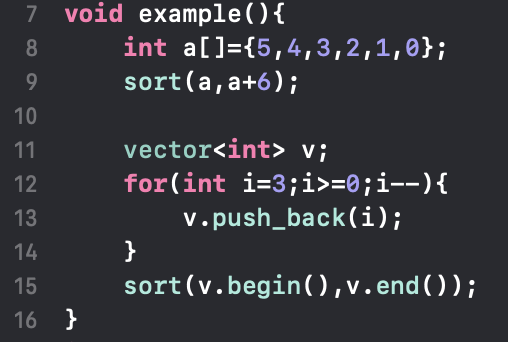 7 void example(){
8     int a[]={5,4,3,2,1,0};
9     sort(a,a+6);
10
11     vector<int> v;
12     for(int i=3;i>=0;i--){
13         v.push_back(i);
14     }
15     sort(v.begin(),v.end());
16 }